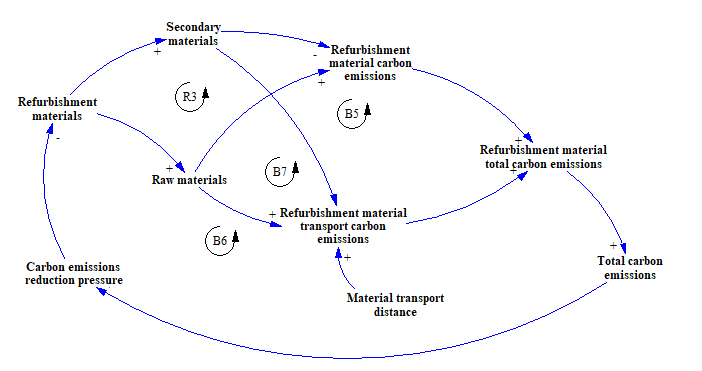 Secondary
materials
+
-
Refurbishment
material carbon
emissions
+
R3
B5
Refurbishment
materials
-
+
Raw materials
B7
+
Refurbishment material
total carbon emissions
+
+
Refurbishment material
transport carbon
emissions
B6
+
+
Total carbon
emissions
Carbon emissions
reduction pressure
Material transport
distance